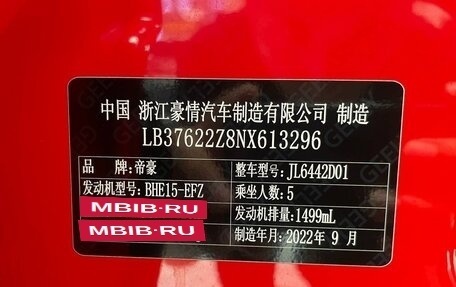 中国 浙江豪情汽车制造有限公司 制造
LB37622Z8NX613296
品 牌:帝豪 整车型号:JL6442D01
发动机型号:BHE15-EFZ 乘坐人数:5
MBIB-RU 发动机排量:1499mL
MBIB-RU 制造年月:2022年 9 月